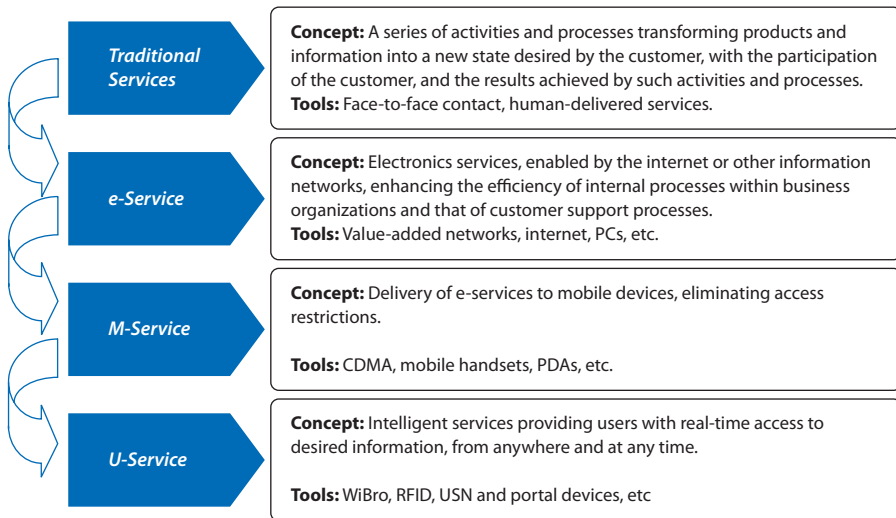 Traditional
Services
Concept: A series of activities and processes transforming products and
information into a new state desired by the customer, with the participation
of the customer, and the results achieved by such activities and processes.
Tools: Face-to-face contact, human-delivered services.
e-Service
Concept: Electronics services, enabled by the internet or other information
networks, enhancing the efficiency of internal processes within business
organizations and that of customer support processes.
Tools: Value-added networks, internet, PCs, etc.
M-Service
Concept: Delivery of e-services to mobile devices, eliminating access
restrictions.
Tools: CDMA, mobile handsets, PDAs, etc.
U-Service
Concept: Intelligent services providing users with real-time access to
desired information, from anywhere and at any time.
Tools: WiBro, RFID, USN and portal devices, etc